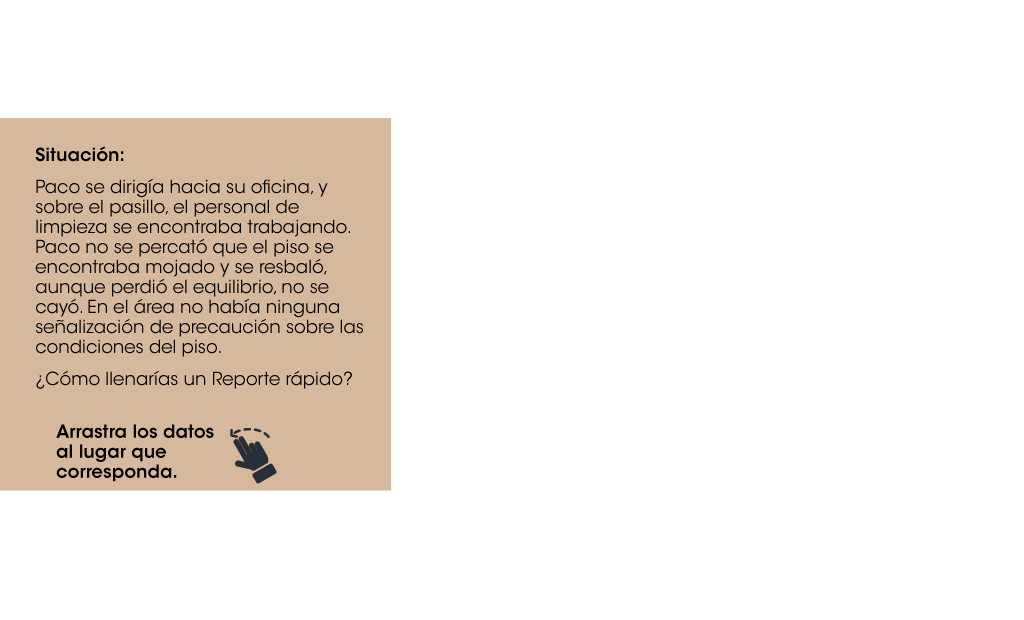 Situación:
Paco se dirigía hacia su oficina, y
sobre el pasillo, el personal de
limpieza se encontraba trabajando.
Paco no se percató que el piso se
encontraba mojado y se resbaló,
aunque perdió el equilibrio, no se
cayó. En el área no había ninguna
señalización de precaución sobre las
condiciones del piso.
¿Cómo llenarías un Reporte rápido?
Arrastra los datos
al lugar que
corresponda.